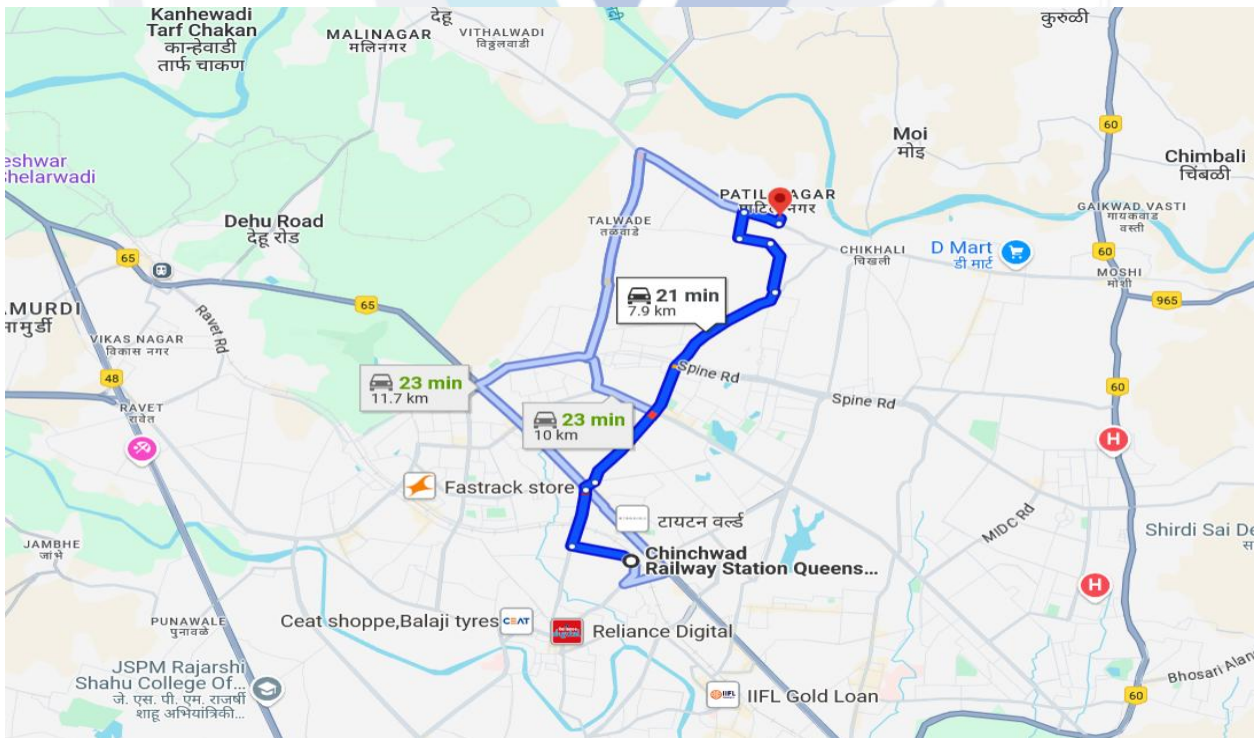 Kanhewadi
Tarf Chakan
कान्हेवाडी
तार्फ चाकण
देहू
MALINAGAR
मलिनगर
VITHALWADI
विठ्ठलवाडी
कुरुळी
60
Moi
मोइ
Chimbali
चिंबळी
eshwar
Shelarwadi
Dehu Road
देहू रोड
TALWADE
तळवाडे
PATIL NAGAR
GAIKWAD VASTI
गायकवाड
वस्ती
CHIKHALI
चिखली
D Mart
डी मार्ट
60
MOSHI
मोशी
965
65
65
AMURDI
Ravet Rd
21 min
7.9 km
VIKAS NAGAR
विकास नगर
48
23 min
11.7 km
Spine Rd
Spine Rd
60
RAVET
रावेत
23 min
10 km
H
Fastrack store
टायटन वर्ल्ड
MIDC Rd
Shirdi Sai De
JAMBHE
जांभे
Chinchwad
Railway Station Queens...
H
PUNAWALE
पुनावळे
Ceat shoppe,Balaji tyres
CEAT
Reliance Digital
JSPM Rajarshi
Shahu College Of...
जे. एस. पी. एम. राजर्षी
शाहू अभियांत्रिकी...
IIFL Gold Loan
Bhosari Alan
60